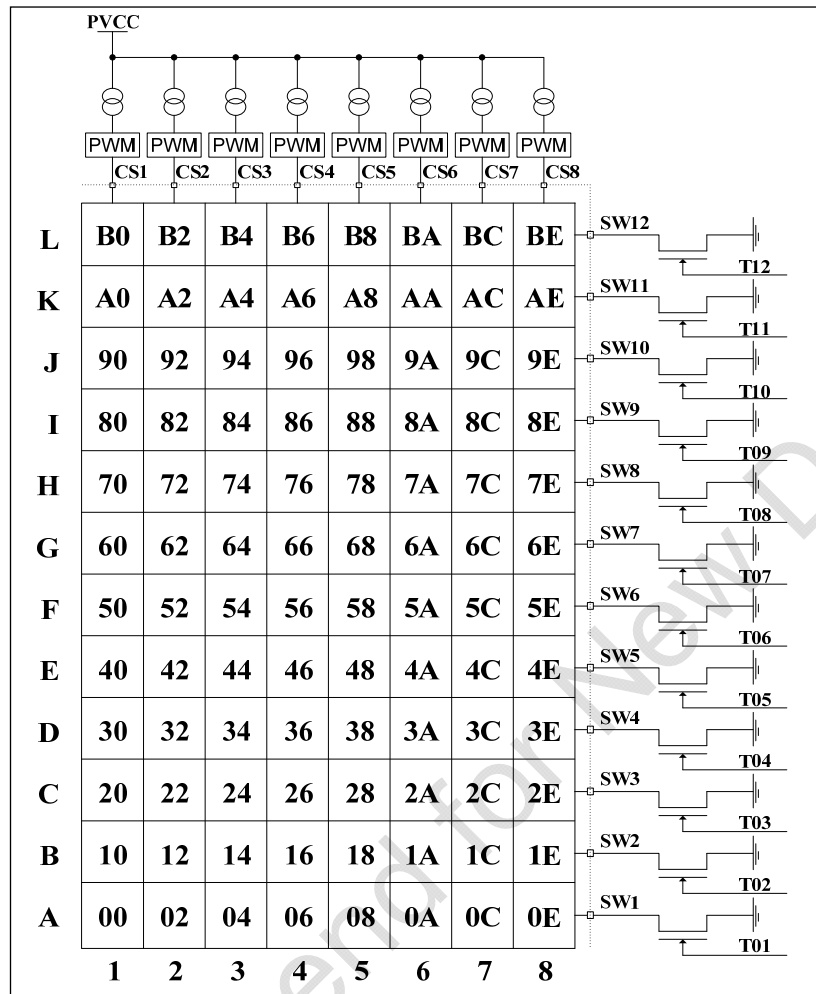 PVCC
PWM PWM PWM PWM PWM PWM PWM PWM
CS1 CS2 CS3 CS4 CS5 CS6 CS7 CS8
L B0 B2 B4 B6 B8 BA BC BE SW12
T12
K A0 A2 A4 A6 A8 AA AC AE SW11
T11
J 90 92 94 96 98 9A 9C 9E SW10
T10
I 80 82 84 86 88 8A 8C 8E SW9
T09
H 70 72 74 76 78 7A 7C 7E SW8
T08
G 60 62 64 66 68 6A 6C 6E SW7
T07
F 50 52 54 56 58 5A 5C 5E SW6
T06
E 40 42 44 46 48 4A 4C 4E SW5
T05
D 30 32 34 36 38 3A 3C 3E SW4
T04
C 20 22 24 26 28 2A 2C 2E SW3
T03
B 10 12 14 16 18 1A 1C 1E SW2
T02
A 00 02 04 06 08 0A 0C 0E SW1
T01
1 2 3 4 5 6 7 8
end for New D